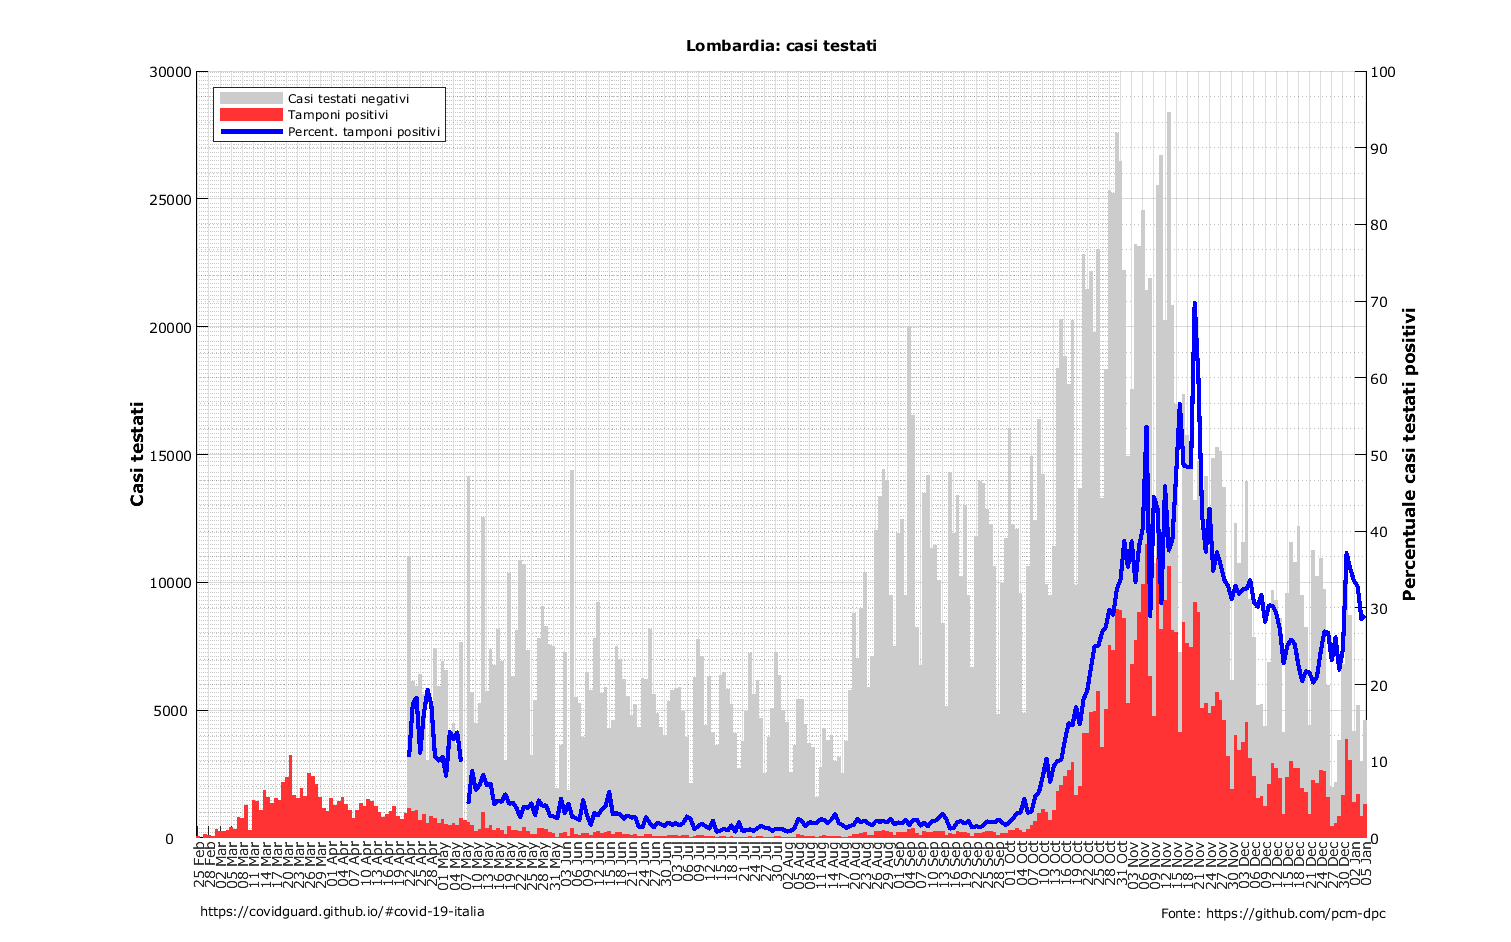 Lombardia: casi testati
30000
25000
20000
15000
10000
5000
0
Casi testati
Casi testati negativi
Tamponi positivi
Percent. tamponi positivi
100
90
80
70
60
50
40
30
20
10
0
Percentuale casi testati positivi
25 Feb
28 Feb
02 Mar
05 Mar
08 Mar
11 Mar
14 Mar
17 Mar
20 Mar
23 Mar
26 Mar
29 Mar
01 Apr
04 Apr
07 Apr
10 Apr
13 Apr
16 Apr
19 Apr
22 Apr
25 Apr
28 Apr
01 May
04 May
07 May
10 May
13 May
16 May
19 May
22 May
25 May
28 May
31 May
03 Jun
06 Jun
09 Jun
12 Jun
15 Jun
18 Jun
21 Jun
24 Jun
27 Jun
30 Jun
03 Jul
06 Jul
09 Jul
12 Jul
15 Jul
18 Jul
21 Jul
24 Jul
27 Jul
30 Jul
02 Aug
05 Aug
08 Aug
11 Aug
14 Aug
17 Aug
20 Aug
23 Aug
26 Aug
29 Aug
01 Sep
04 Sep
07 Sep
10 Sep
13 Sep
16 Sep
19 Sep
22 Sep
25 Sep
28 Sep
01 Oct
04 Oct
07 Oct
10 Oct
13 Oct
16 Oct
19 Oct
22 Oct
25 Oct
28 Oct
31 Oct
03 Nov
06 Nov
09 Nov
12 Nov
15 Nov
18 Nov
21 Nov
24 Nov
27 Nov
30 Nov
03 Dec
06 Dec
09 Dec
12 Dec
15 Dec
18 Dec
21 Dec
24 Dec
27 Dec
30 Dec
02 Jan
05 Jan
https://covidguard.github.io/#covid-19-italia
Fonte: https://github.com/pcm-dpc